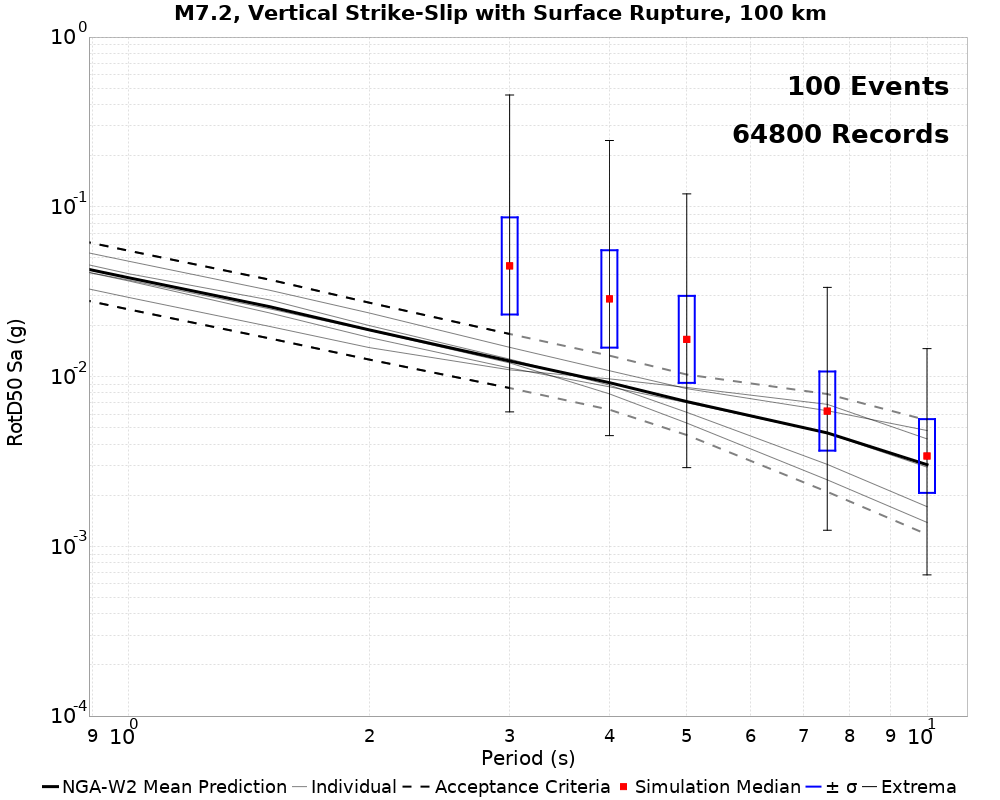 M7.2, Vertical Strike-Slip with Surface Rupture, 100 km
100 Events
64800 Records
RotD50 Sa (g)
10^0
10^-1
10^-2
10^-3
10^-4
9 10^0 2 3 4 5 6 7 8 9 10^1
Period (s)
NGA-W2 Mean Prediction Individual Acceptance Criteria Simulation Median ± σ Extrema